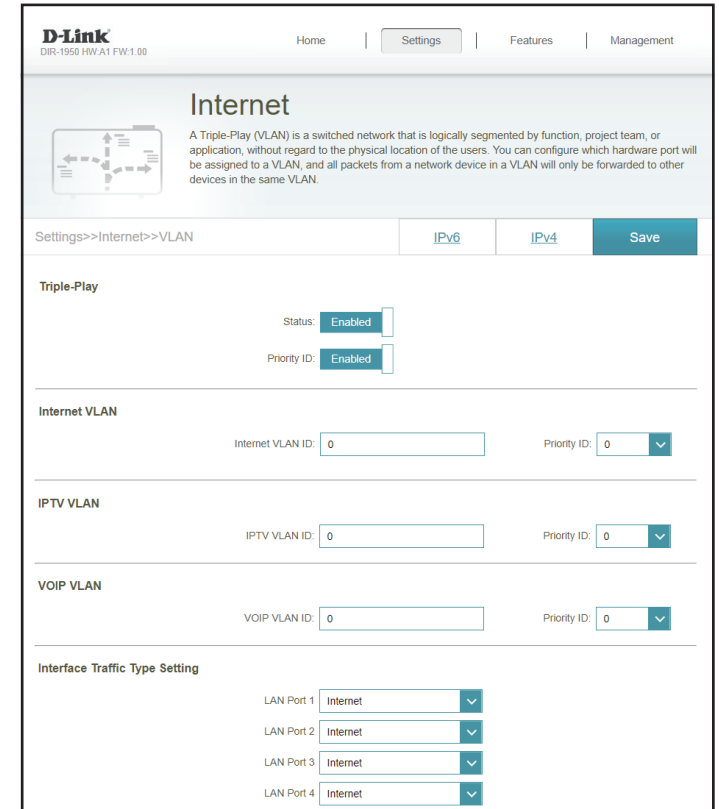 D-Link
DIR-1950 HW:A1 FW:1.00
Home Settings Features Management
Internet
A Triple-Play (VLAN) is a switched network that is logically segmented by function, project team, or
application, without regard to the physical location of the users. You can configure which hardware port will
be assigned to a VLAN, and all packets from a network device in a VLAN will only be forwarded to other
devices in the same VLAN.
Settings>>Internet>>VLAN IPv6 IPv4 Save
Triple-Play
Status: Enabled
Priority ID: Enabled
Internet VLAN
Internet VLAN ID: 0 Priority ID: 0
IPTV VLAN
IPTV VLAN ID: 0 Priority ID: 0
VOIP VLAN
VOIP VLAN ID: 0 Priority ID: 0
Interface Traffic Type Setting
LAN Port 1 Internet
LAN Port 2 Internet
LAN Port 3 Internet
LAN Port 4 Internet